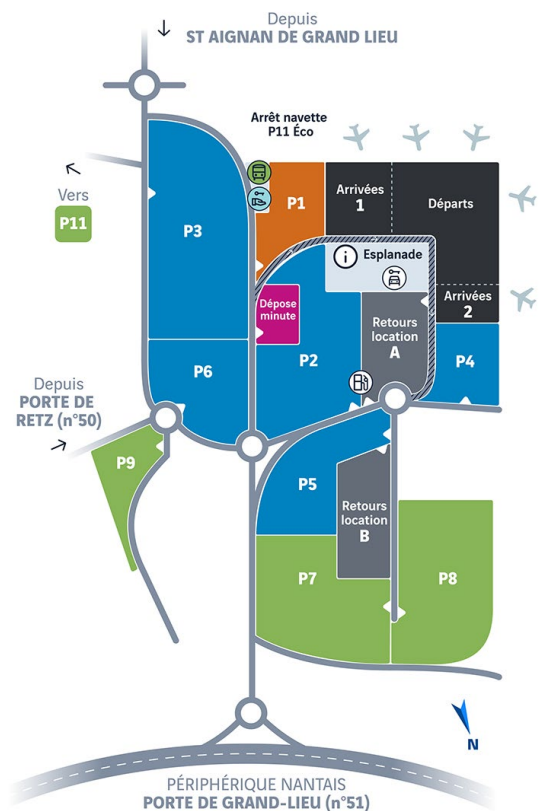 Depuis
ST AIGNAN DE GRAND LIEU
Arrêt navette
P11 Éco
Vers
P11
P3
P1
Arrivées
1
Départs
i
Esplanade
Arrivées
2
Dépose
minute
Retours
location
A
P2
P4
P6
Depuis
PORTE DE
RETZ (n°50)
P9
P5
Retours
location
B
P7
P8
N
PÉRIPHÉRIQUE NANTAIS
PORTE DE GRAND-LIEU (n°51)